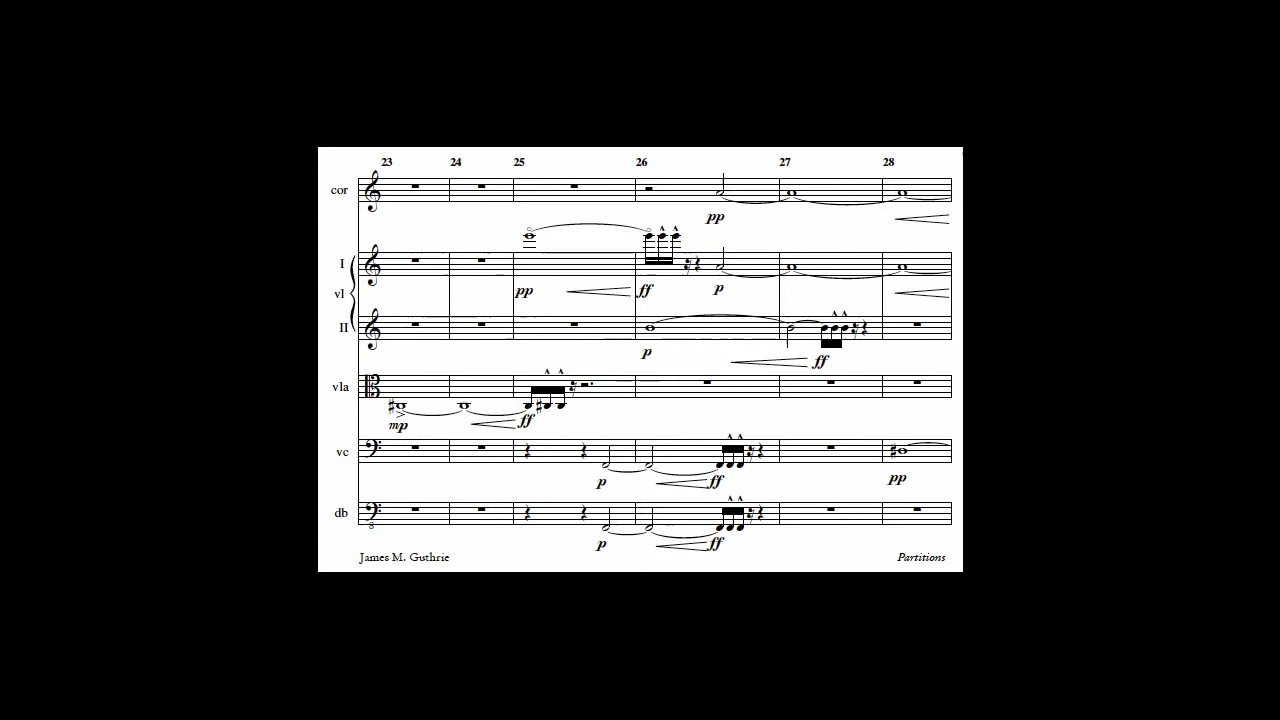 23 24 25 26 27 28
cor
pp
I
pp ff p
vl
II
p ff
vla
mp ff
vc
p ff pp
db
8
p ff
James M. Guthrie Partitions